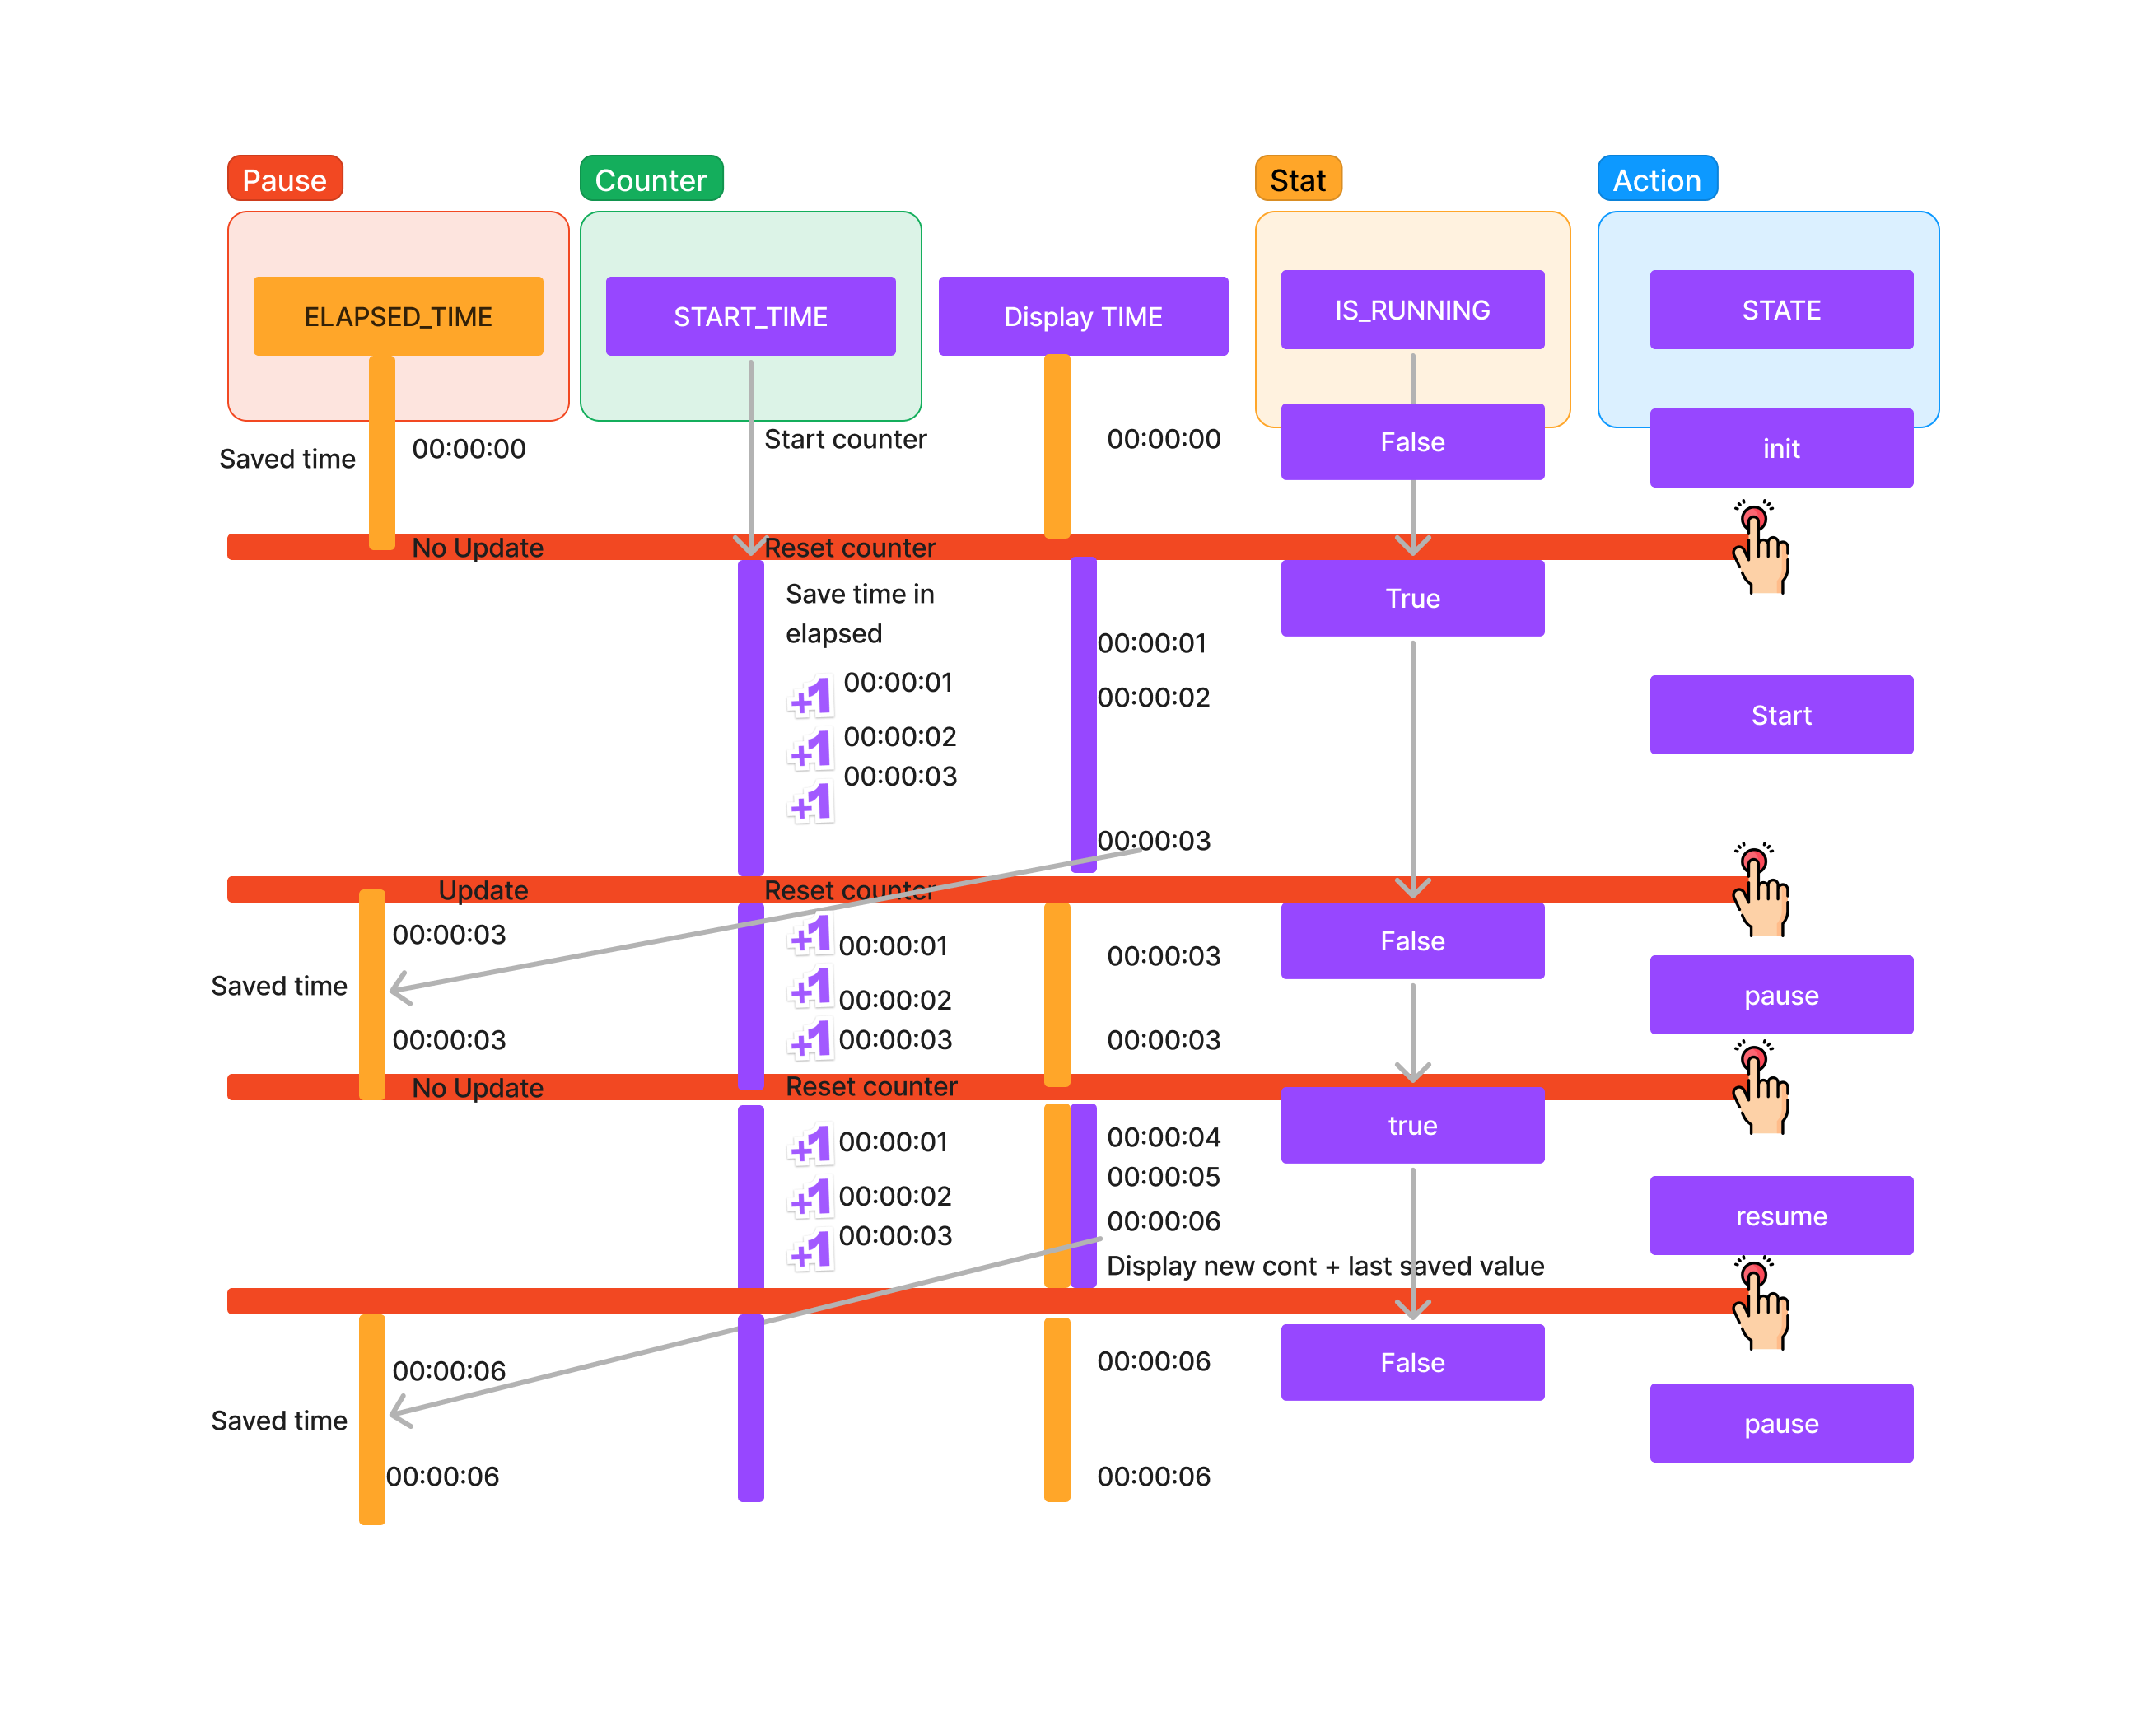 Pause
Counter
Stat
Action
ELAPSED_TIME
START_TIME
Display TIME
IS_RUNNING
STATE
Saved time
00:00:00
Start counter
00:00:00
False
init
No Update
Reset counter
Save time in
elapsed
True
00:00:01
+1
00:00:01
00:00:02
Start
+1
00:00:02
+1
00:00:03
00:00:03
Update
Reset counter
00:00:03
+1
00:00:01
00:00:03
False
Saved time
+1
00:00:02
pause
00:00:03
+1
00:00:03
00:00:03
No Update
Reset counter
true
+1
00:00:01
00:00:04
00:00:05
+1
00:00:02
00:00:06
resume
+1
00:00:03
Display new cont + last saved value
00:00:06
00:00:06
False
Saved time
pause
00:00:06
00:00:06